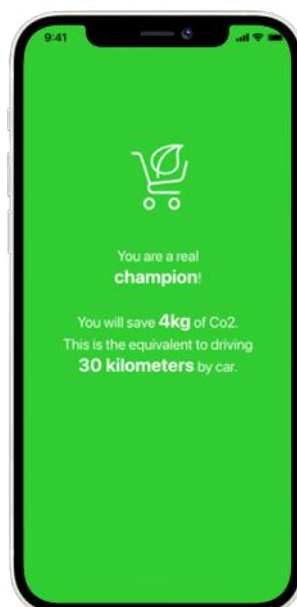 9:41
You are a real
champion!
You will save 4kg of Co2.
This is the equivalent to driving
30 kilometers by car.